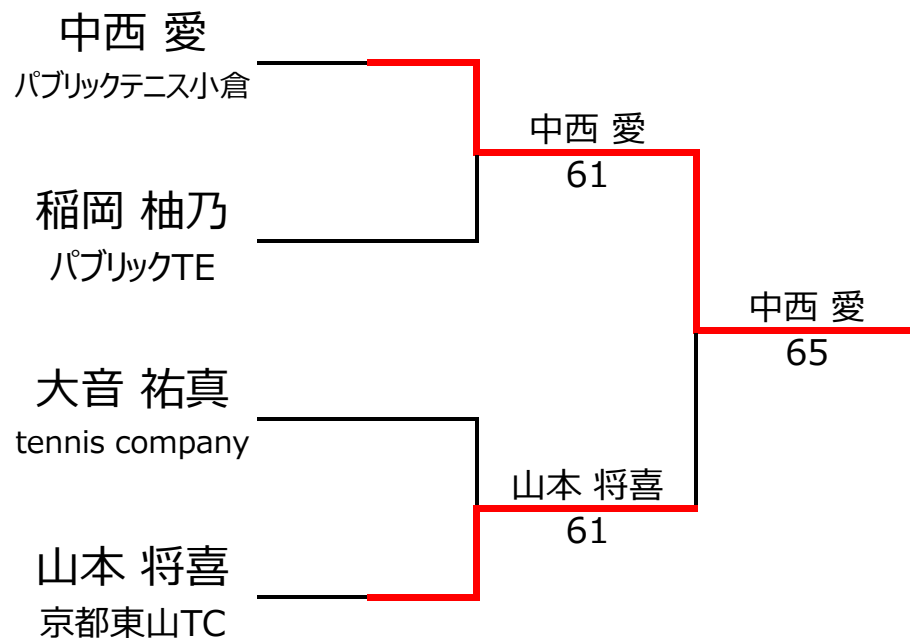 中西 愛
パブリックテニス小倉
稲岡 柚乃
パブリックTE
大音 祐真
tennis company
山本 将喜
京都東山TC
中西 愛
61
山本 将喜
61
中西 愛
65